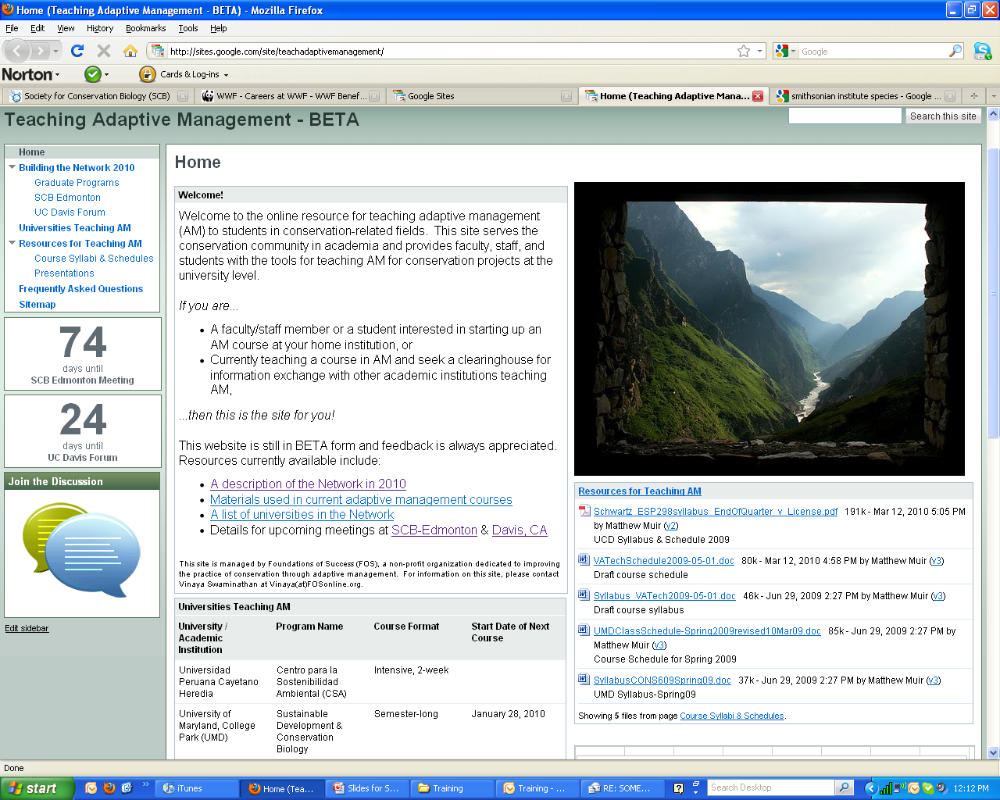 Home (Teaching Adaptive Management - BETA) - Mozilla Firefox
File Edit View History Bookmarks Tools Help
http://sites.google.com/site/teachadaptivemanagement/
Google
Norton
Cards & Log-ins
Society for Conservation Biology (SCB)
WWF - Careers at WWF - WWF Benef...
Google Sites
Home (Teaching Adaptive Mana...
smithsonian institute species - Google ...
Teaching Adaptive Management - BETA
Search this site
Home
Building the Network 2010
Graduate Programs
SCB Edmonton
UC Davis Forum
Universities Teaching AM
Resources for Teaching AM
Course Syllabi & Schedules
Presentations
Frequently Asked Questions
Sitemap
74
days until
SCB Edmonton Meeting
24
days until
UC Davis Forum
Join the Discussion
Edit sidebar
Home
Welcome!
Welcome to the online resource for teaching adaptive management
(AM) to students in conservation-related fields. This site serves the
conservation community in academia and provides faculty, staff, and
students with the tools for teaching AM for conservation projects at the
university level.
If you are...
A faculty/staff member or a student interested in starting up an
AM course at your home institution, or
Currently teaching a course in AM and seek a clearinghouse for
information exchange with other academic institutions teaching
AM,
...then this is the site for you!
This website is still in BETA form and feedback is always appreciated.
Resources currently available include:
A description of the Network in 2010
Materials used in current adaptive management courses
A list of universities in the Network
Details for upcoming meetings at SCB-Edmonton & Davis, CA
This site is managed by Foundations of Success (FOS), a non-profit organization dedicated to improving
the practice of conservation through adaptive management. For information on this site, please contact
Vinaya Swaminathan at Vinaya(at)FOSonline.org.
Universities Teaching AM
University / Academic Institution Program Name Course Format Start Date of Next Course
Universidad Peruana Cayetano Heredia Centro para la Sostenibilidad Ambiental (CSA) Intensive, 2-week
University of Maryland, College Park (UMD) Sustainable Development & Conservation Biology Semester-long January 28, 2010
Resources for Teaching AM
Schwartz_ESP298syllabus_EndOfQuarter_v_License.pdf 191k - Mar 12, 2010 5:05 PM
by Matthew Muir (v2)
UCD Syllabus & Schedule 2009
VATechSchedule2009-05-01.doc 80k - Mar 12, 2010 4:58 PM by Matthew Muir (v3)
Draft course schedule
Syllabus_VATech2009-05-01.doc 46k - Jun 29, 2009 2:27 PM by Matthew Muir (v3)
Draft course syllabus
UMDClassSchedule-Spring2009revised10Mar09.doc 85k - Jun 29, 2009 2:27 PM by
Matthew Muir (v3)
Course Schedule for Spring 2009
SyllabusCONS609Spring09.doc 37k - Jun 29, 2009 2:27 PM by Matthew Muir (v3)
UMD Syllabus-Spring09
Showing 5 files from page Course Syllabi & Schedules.
Done
start
iTunes
Home (Tea...
Slides for S...
Training
Training - ...
RE: SOME...
Search Desktop
12:12 PM